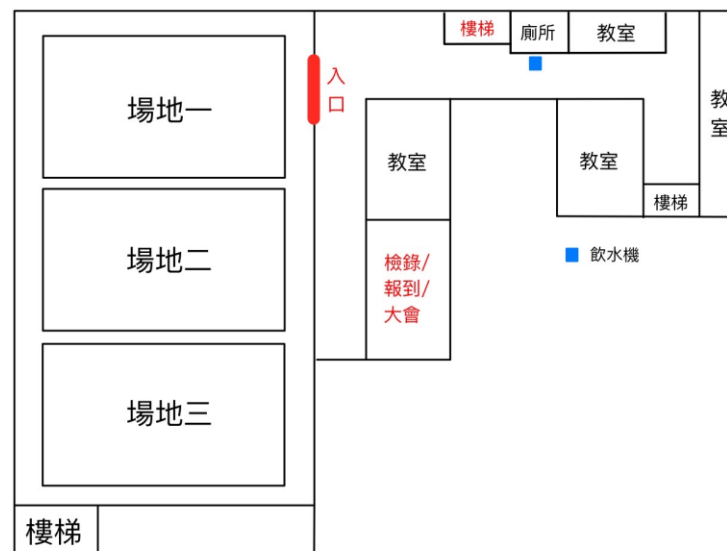 樓梯
廁所
教室
場地一
入
口
教
室
教室
教室
樓梯
場地二
檢錄/
報到/
大會
飲水機
場地三
樓梯